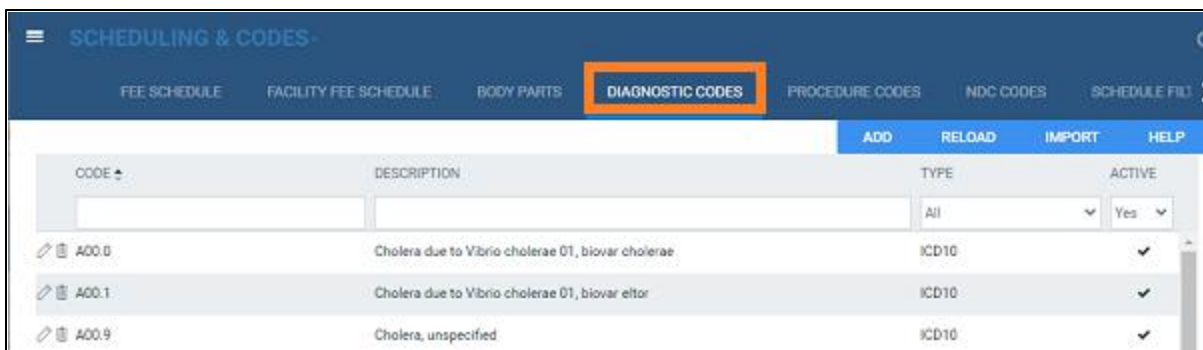 SCHEDULING & CODES-
FEE SCHEDULE FACILITY FEE SCHEDULE BODY PARTS DIAGNOSTIC CODES PROCEDURE CODES NDC CODES SCHEDULE FILT
ADD RELOAD IMPORT HELP
CODE DESCRIPTION TYPE ACTIVE
All Yes
A00.0 Cholera due to Vibrio cholerae 01, biovar cholerae ICD10
A00.1 Cholera due to Vibrio cholerae 01, biovar eltor ICD10
A00.9 Cholera, unspecified ICD10